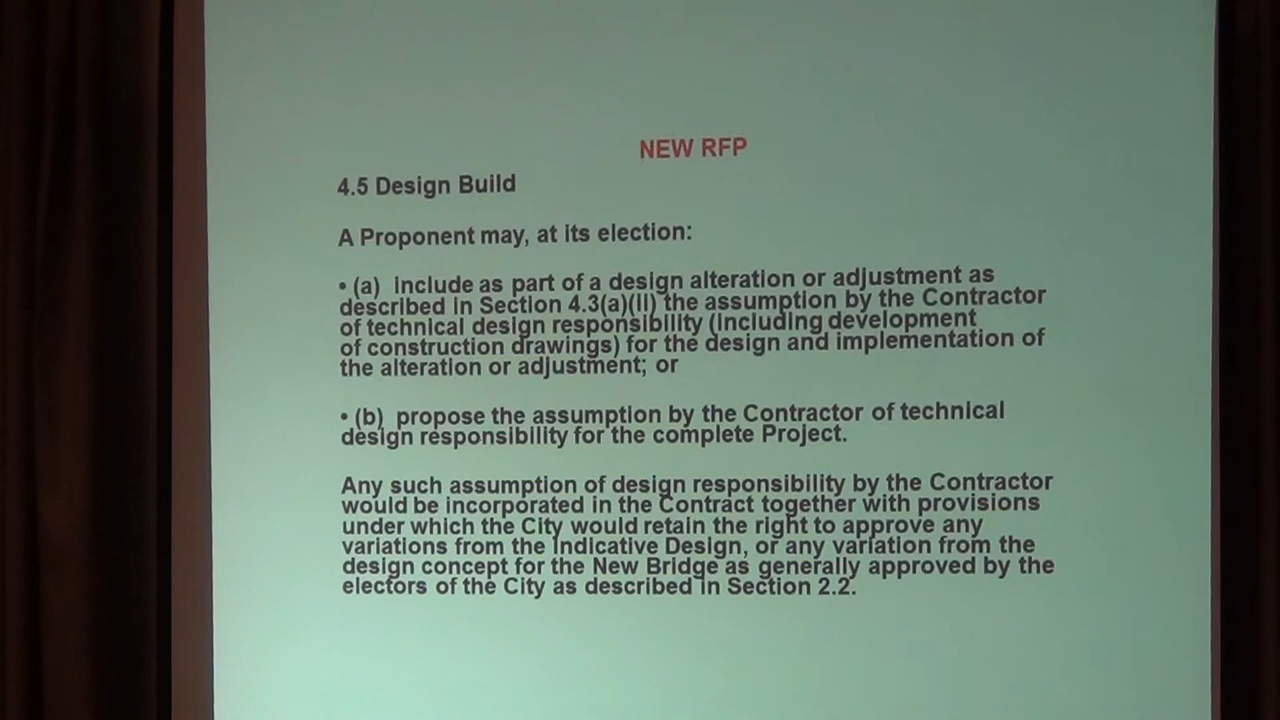 NEW RFP
4.5 Design Build
A Proponent may, at its election:
• (a) include as part of a design alteration or adjustment as
described in Section 4.3(a)(ii) the assumption by the Contractor
of technical design responsibility (including development
of construction drawings) for the design and implementation of
the alteration or adjustment; or
• (b) propose the assumption by the Contractor of technical
design responsibility for the complete Project.
Any such assumption of design responsibility by the Contractor
would be incorporated in the Contract together with provisions
under which the City would retain the right to approve any
variations from the Indicative Design, or any variation from the
design concept for the New Bridge as generally approved by the
electors of the City as described in Section 2.2.